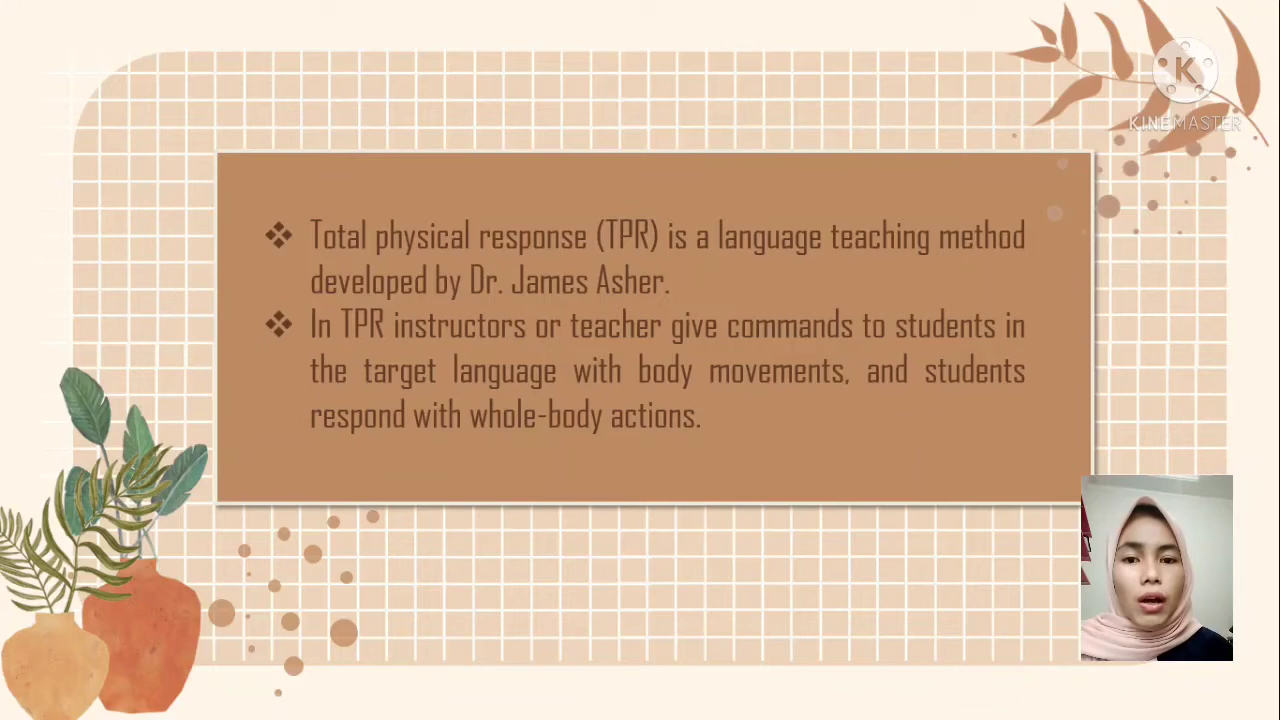 K
KINEMASTER
❖ Total physical response (TPR) is a language teaching method
developed by Dr. James Asher.
❖ In TPR instructors or teacher give commands to students in
the target language with body movements, and students
respond with whole-body actions.